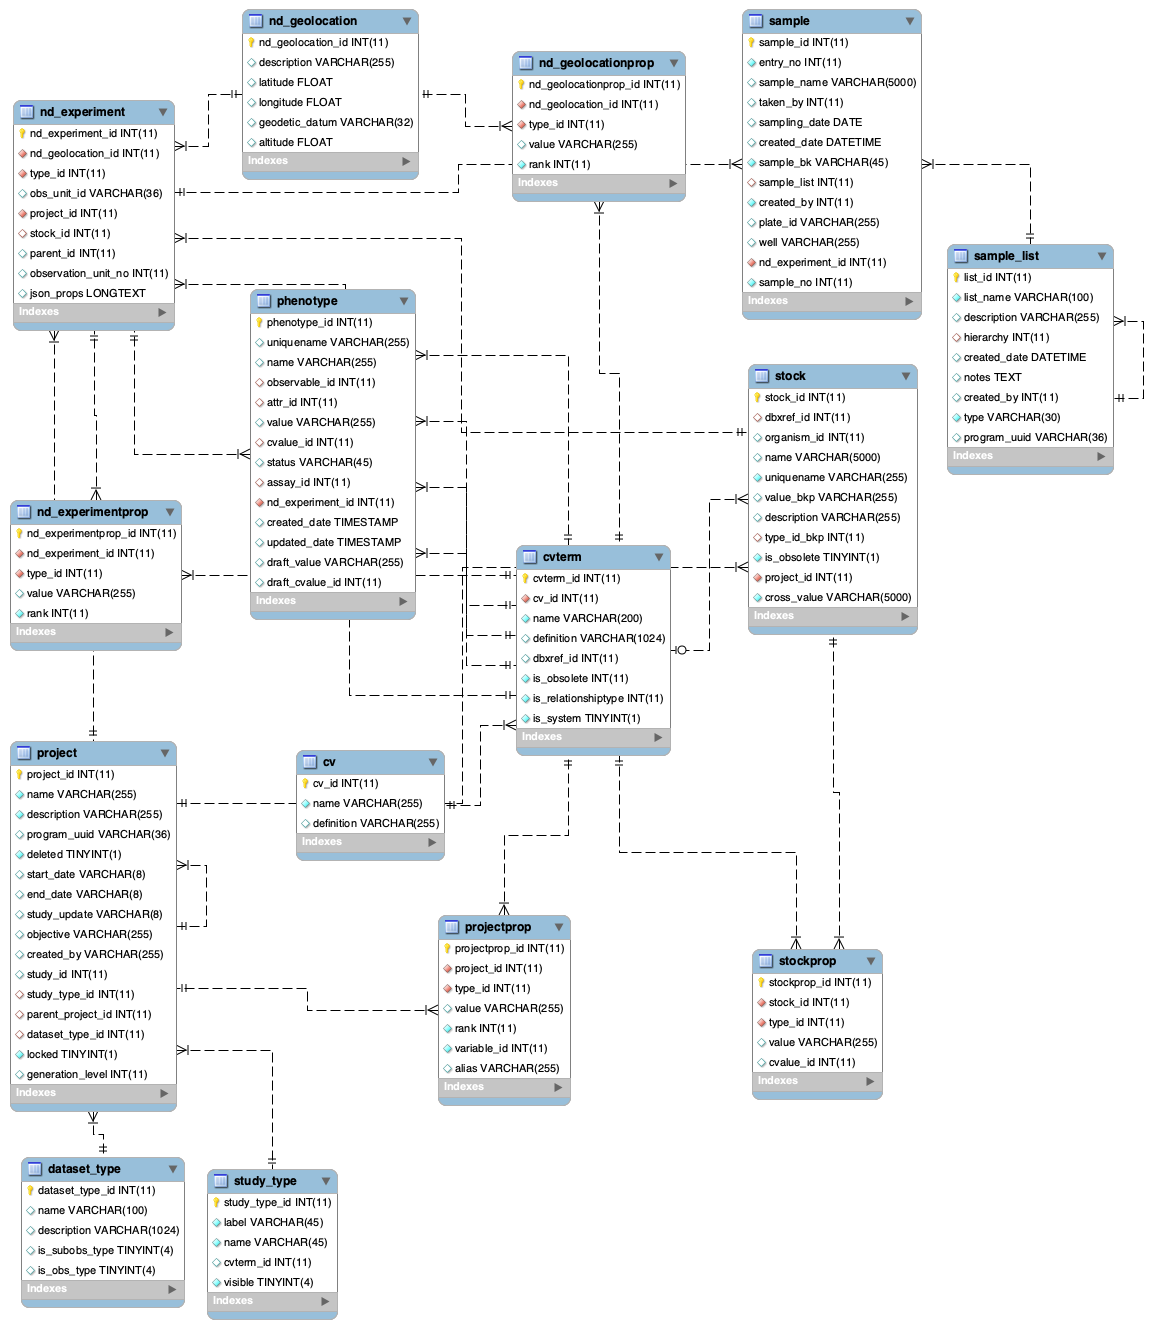 nd_geolocation
nd_geolocation_id INT(11)
description VARCHAR(255)
latitude FLOAT
longitude FLOAT
geodetic_datum VARCHAR(32)
altitude FLOAT
Indexes
nd_geolocationprop
nd_geolocationprop_id INT(11)
nd_geolocation_id INT(11)
type_id INT(11)
value VARCHAR(255)
rank INT(11)
Indexes
sample
sample_id INT(11)
entry_no INT(11)
sample_name VARCHAR(5000)
taken_by INT(11)
sampling_date DATE
created_date DATETIME
sample_bk VARCHAR(45)
sample_list INT(11)
created_by INT(11)
plate_id VARCHAR(255)
well VARCHAR(255)
nd_experiment_id INT(11)
sample_no INT(11)
Indexes
nd_experiment
nd_experiment_id INT(11)
nd_geolocation_id INT(11)
type_id INT(11)
obs_unit_id VARCHAR(36)
project_id INT(11)
stock_id INT(11)
parent_id INT(11)
observation_unit_no INT(11)
json_props LONGTEXT
Indexes
sample_list
list_id INT(11)
list_name VARCHAR(100)
description VARCHAR(255)
hierarchy INT(11)
created_date DATETIME
notes TEXT
created_by INT(11)
type VARCHAR(30)
program_uuid VARCHAR(36)
Indexes
phenotype
phenotype_id INT(11)
uniquename VARCHAR(255)
name VARCHAR(255)
observable_id INT(11)
attr_id INT(11)
value VARCHAR(255)
cvalue_id INT(11)
status VARCHAR(45)
assay_id INT(11)
nd_experiment_id INT(11)
created_date TIMESTAMP
updated_date TIMESTAMP
draft_value VARCHAR(255)
draft_cvalue_id INT(11)
Indexes
stock
stock_id INT(11)
dbxref_id INT(11)
organism_id INT(11)
name VARCHAR(5000)
uniquename VARCHAR(255)
value_bkp VARCHAR(255)
description VARCHAR(255)
type_id_bkp INT(11)
is_obsolete TINYINT(1)
project_id INT(11)
cross_value VARCHAR(5000)
Indexes
nd_experimentprop
nd_experimentprop_id INT(11)
nd_experiment_id INT(11)
type_id INT(11)
value VARCHAR(255)
rank INT(11)
Indexes
cvterm
cvterm_id INT(11)
cv_id INT(11)
name VARCHAR(200)
definition VARCHAR(1024)
dbxref_id INT(11)
is_obsolete INT(11)
is_relationshiptype INT(11)
is_system TINYINT(1)
Indexes
project
project_id INT(11)
name VARCHAR(255)
description VARCHAR(255)
program_uuid VARCHAR(36)
deleted TINYINT(1)
start_date VARCHAR(8)
end_date VARCHAR(8)
study_update VARCHAR(8)
objective VARCHAR(255)
created_by VARCHAR(255)
study_id INT(11)
study_type_id INT(11)
parent_project_id INT(11)
dataset_type_id INT(11)
locked TINYINT(1)
generation_level INT(11)
Indexes
cv
cv_id INT(11)
name VARCHAR(255)
definition VARCHAR(255)
Indexes
projectprop
projectprop_id INT(11)
project_id INT(11)
type_id INT(11)
value VARCHAR(255)
rank INT(11)
variable_id INT(11)
alias VARCHAR(255)
Indexes
stockprop
stockprop_id INT(11)
stock_id INT(11)
type_id INT(11)
value VARCHAR(255)
cvalue_id INT(11)
Indexes
dataset_type
dataset_type_id INT(11)
name VARCHAR(100)
description VARCHAR(1024)
is_subobs_type TINYINT(4)
is_obs_type TINYINT(4)
Indexes
study_type
study_type_id INT(11)
label VARCHAR(45)
name VARCHAR(45)
cvterm_id INT(11)
visible TINYINT(4)
Indexes